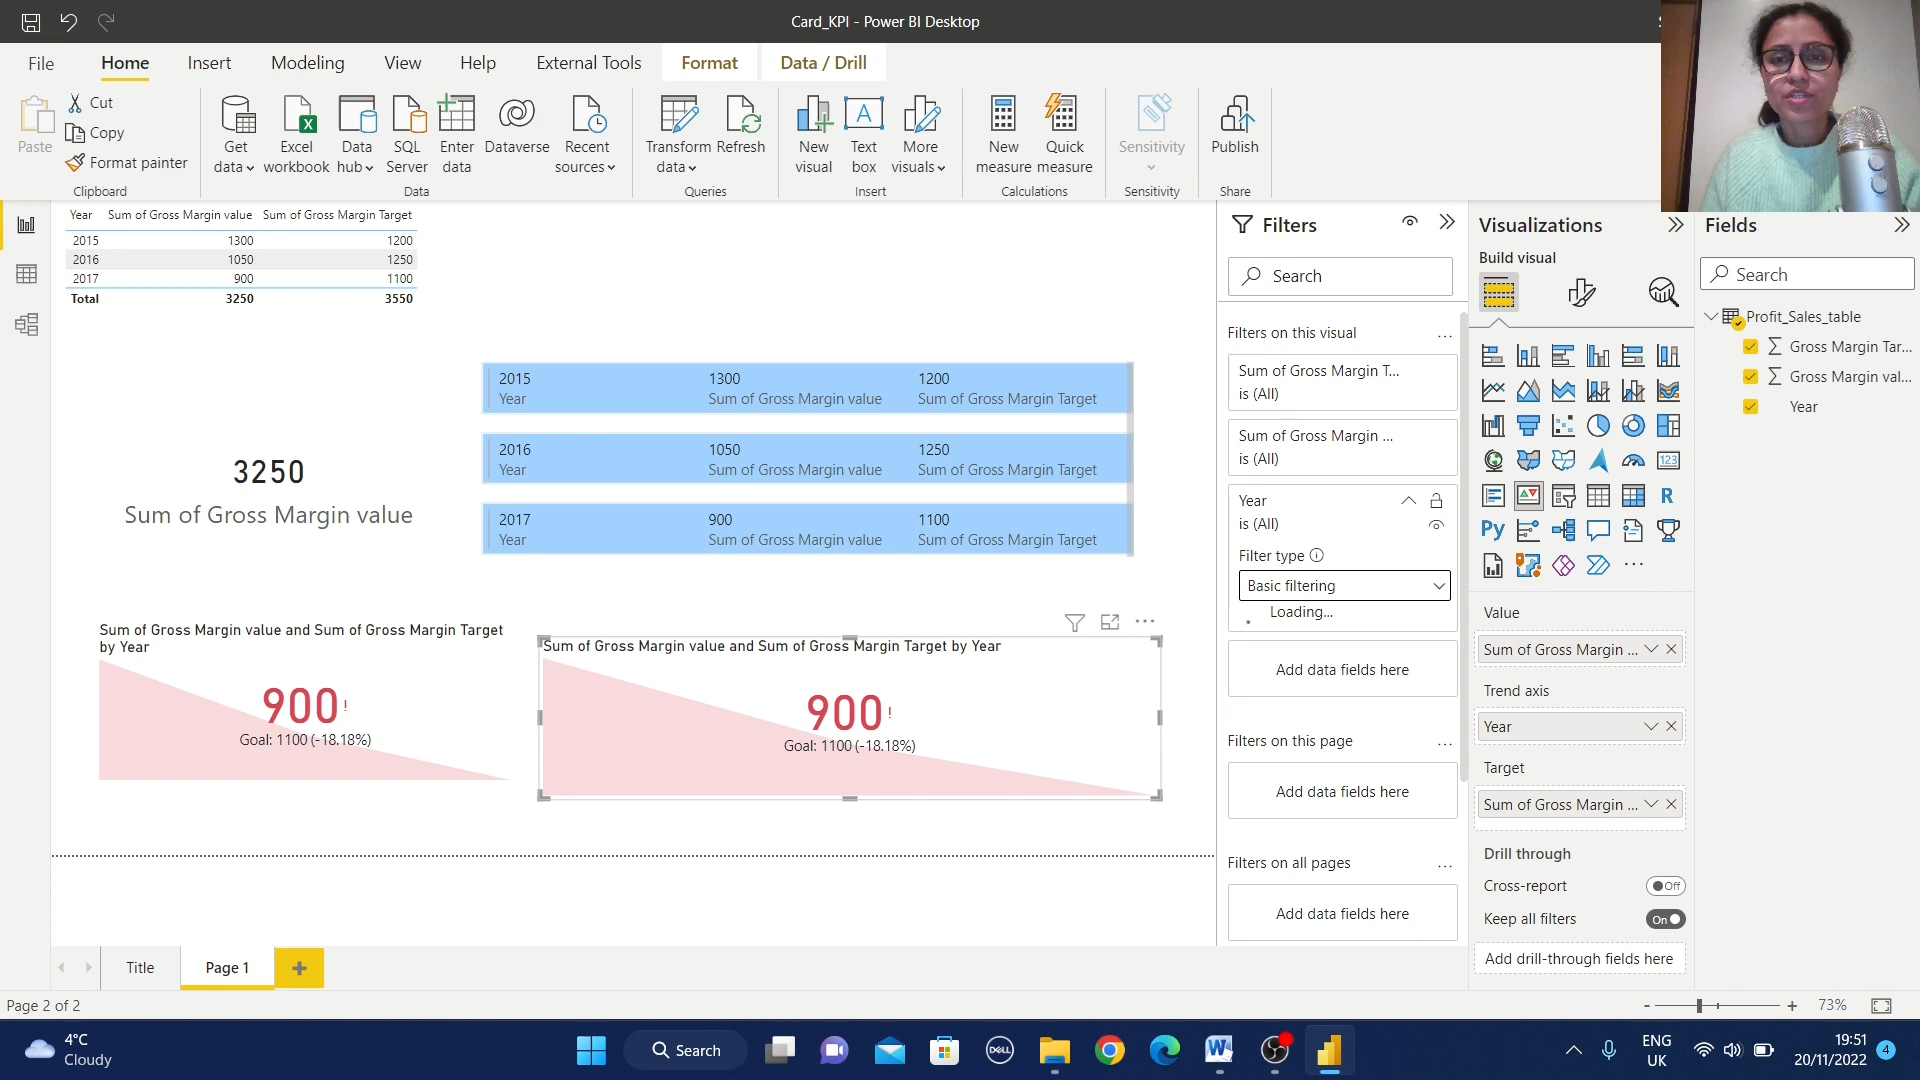 Card_KPI - Power BI Desktop
File Home Insert Modeling View Help External Tools Format Data / Drill
Paste
Cut
Copy
Format painter
Clipboard
Get data
Excel workbook
Data hub
SQL Server
Enter data
Dataverse
Recent sources
Data
Transform data
Refresh
Queries
New visual
A
Text box
More visuals
Insert
New measure
Quick measure
Calculations
Sensitivity
Sensitivity
Publish
Share
Year Sum of Gross Margin value Sum of Gross Margin Target
2015 1300 1200
2016 1050 1250
2017 900 1100
Total 3250 3550
2015 1300 1200
Year Sum of Gross Margin value Sum of Gross Margin Target
2016 1050 1250
Year Sum of Gross Margin value Sum of Gross Margin Target
2017 900 1100
Year Sum of Gross Margin value Sum of Gross Margin Target
3250
Sum of Gross Margin value
Sum of Gross Margin value and Sum of Gross Margin Target
by Year
900!
Goal: 1100 (-18.18%)
Sum of Gross Margin value and Sum of Gross Margin Target by Year
900!
Goal: 1100 (-18.18%)
Filters
Search
Filters on this visual ...
Sum of Gross Margin T...
is (All)
Sum of Gross Margin ...
is (All)
Year
is (All)
Filter type
Basic filtering
Loading...
Add data fields here
Filters on this page ...
Add data fields here
Filters on all pages ...
Add data fields here
Visualizations
Build visual
123
R
Py
...
Value
Sum of Gross Margin ...
Trend axis
Year
Target
Sum of Gross Margin ...
Drill through
Cross-report Off
Keep all filters On
Add drill-through fields here
Fields
Search
Profit_Sales_table
Gross Margin Tar...
Gross Margin val...
Year
Title Page 1 +
Page 2 of 2
- + 73%
4°C
Cloudy
Search
DELL
W
ENG
UK
19:51
20/11/2022
4